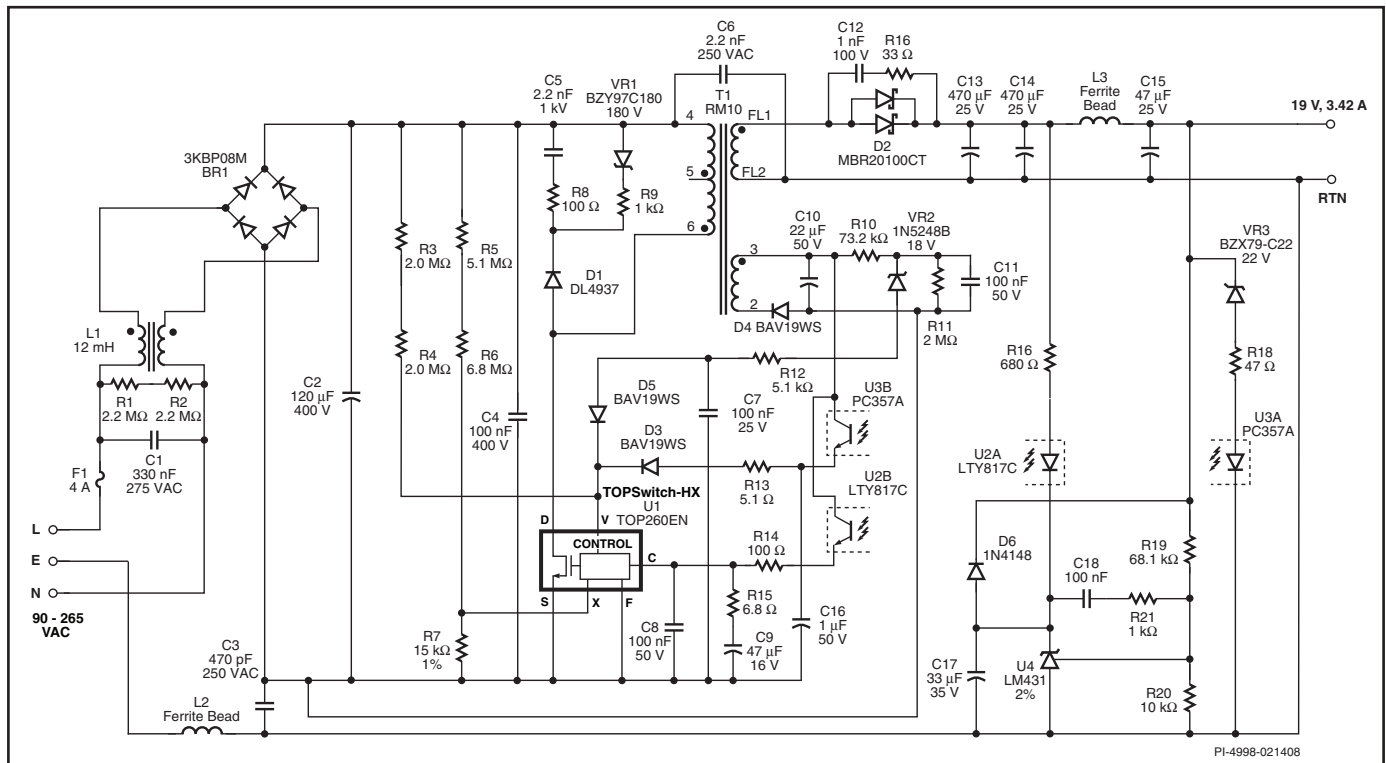 C6
2.2 nF
250 VAC
C12
1 nF
100 V
R16
33 Ω
C5
2.2 nF
1 kV
VR1
BZY97C180
180 V
T1
RM10
4
5
6
FL1
FL2
D2
MBR20100CT
C13
470 µF
25 V
C14
470 µF
25 V
L3
Ferrite
Bead
C15
47 µF
25 V
19 V, 3.42 A
RTN
3KBP08M
BR1
R8
100 Ω
R9
1 kΩ
R3
2.0 MΩ
R5
5.1 MΩ
D1
DL4937
3
2
C10
22 µF
50 V
R10
73.2 kΩ
VR2
1N5248B
18 V
C11
100 nF
50 V
D4 BAV19WS
R11
2 MΩ
VR3
BZX79-C22
22 V
L1
12 mH
R1
2.2 MΩ
R2
2.2 MΩ
C1
330 nF
275 VAC
F1
4 A
C2
120 µF
400 V
R4
2.0 MΩ
R6
6.8 MΩ
C4
100 nF
400 V
D5
BAV19WS
D3
BAV19WS
C7
100 nF
25 V
R12
5.1 kΩ
U3B
PC357A
R13
5.1 Ω
U2B
LTY817C
R16
680 Ω
R18
47 Ω
U2A
LTY817C
U3A
PC357A
TOPSwitch-HX
U1
TOP260EN
D
V
CONTROL
C
S
X
F
R14
100 Ω
R15
6.8 Ω
C8
100 nF
50 V
C9
47 µF
16 V
C16
1 µF
50 V
D6
1N4148
C18
100 nF
R19
68.1 kΩ
R21
1 kΩ
C17
33 µF
35 V
U4
LM431
2%
R20
10 kΩ
L
E
N
90 - 265
VAC
C3
470 pF
250 VAC
R7
15 kΩ
1%
L2
Ferrite Bead
PI-4998-021408